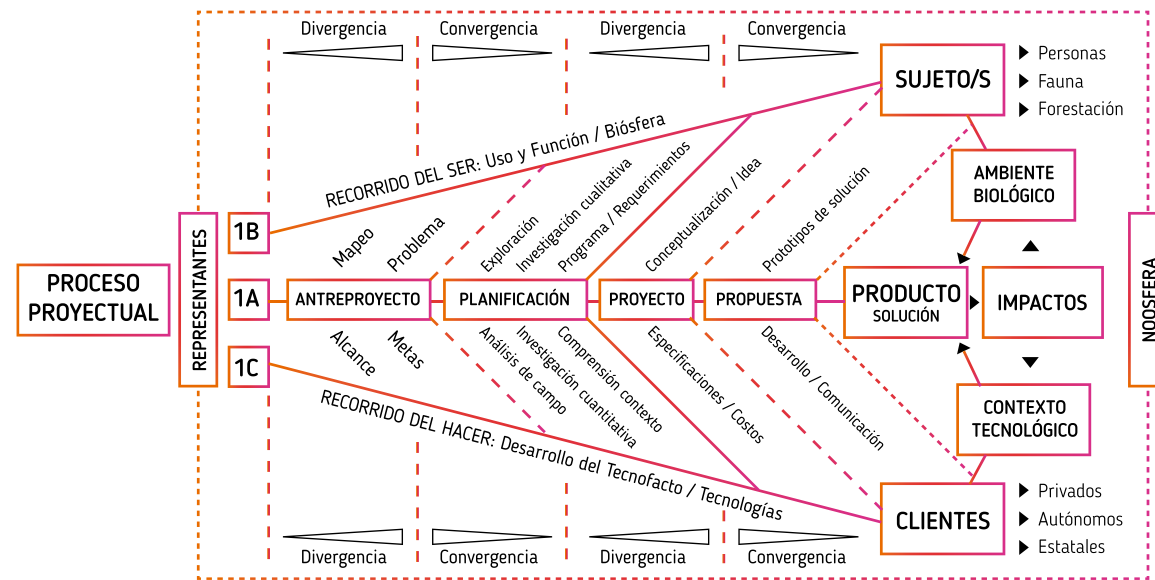 Divergencia
Convergencia
Divergencia
Convergencia
SUJETO/S
Personas
Fauna
Forestación
RECORRIDO DEL SER: Uso y Función / Biósfera
AMBIENTE
BIOLÓGICO
1B
Mapeo
Problema
Exploración
Investigación cualitativa
Programa / Requerimientos
Conceptualización / Idea
Prototipos de solución
PROCESO
PROYECTUAL
REPRESENTANTES
1A
ANTREPROYECTO
PLANIFICACIÓN
PROYECTO
PROPUESTA
PRODUCTO
SOLUCIÓN
IMPACTOS
NOOSFERA
1C
Alcance
Metas
Análisis de campo
Investigación cuantitativa
Comprensión contexto
Especificaciones / Costos
Desarrollo / Comunicación
RECORRIDO DEL HACER: Desarrollo del Tecnofacto / Tecnologías
CONTEXTO
TECNOLÓGICO
CLIENTES
Privados
Autónomos
Estatales
Divergencia
Convergencia
Divergencia
Convergencia